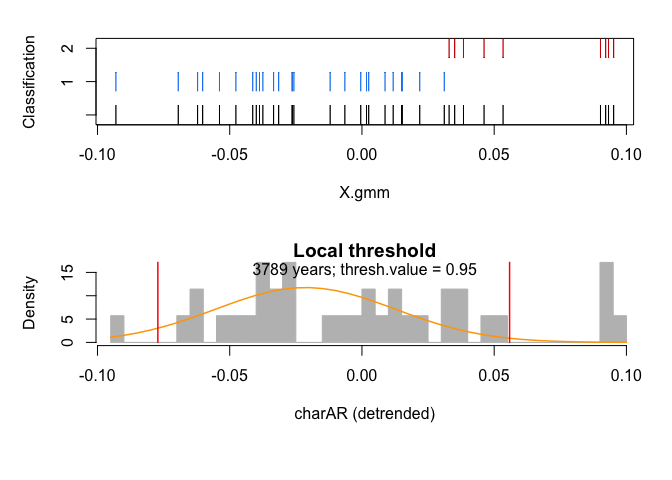 Classification
2
1
-0.10 -0.05 0.00 0.05 0.10
X.gmm
Local threshold
3789 years; thresh.value = 0.95
Density
15
5
0
-0.10 -0.05 0.00 0.05 0.10
charAR (detrended)